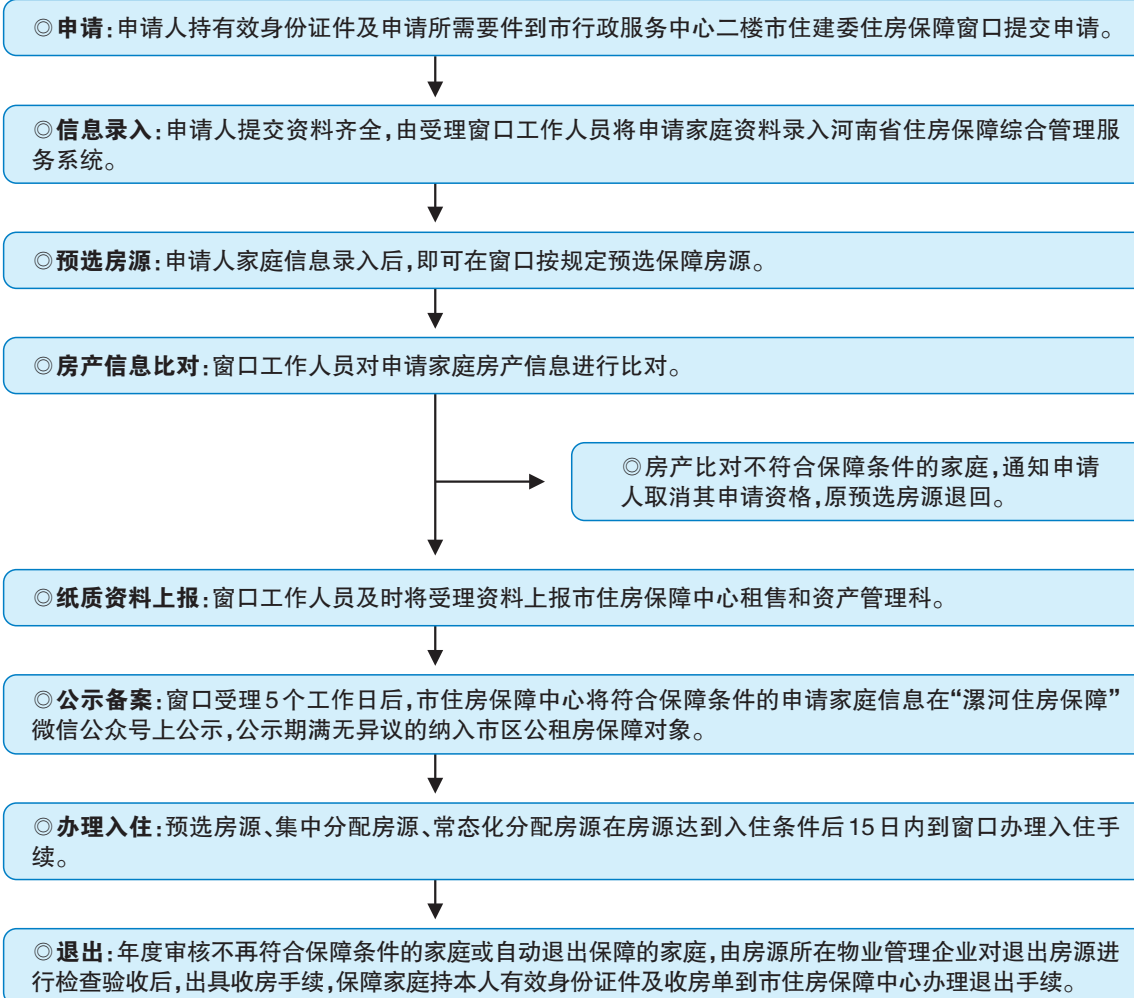 ◎申请:申请人持有效身份证件及申请所需要件到市行政服务中心二楼市住建委住房保障窗口提交申请。
◎信息录入:申请人提交资料齐全,由受理窗口工作人员将申请家庭资料录入河南省住房保障综合管理服
务系统。
◎预选房源:申请人家庭信息录入后,即可在窗口按规定预选保障房源。
◎房产信息比对:窗口工作人员对申请家庭房产信息进行比对。
◎房产比对不符合保障条件的家庭,通知申请
人取消其申请资格,原预选房源退回。
◎纸质资料上报:窗口工作人员及时将受理资料上报市住房保障中心租售和资产管理科。
◎公示备案:窗口受理5个工作日后,市住房保障中心将符合保障条件的申请家庭信息在“漯河住房保障”
微信公众号上公示,公示期满无异议的纳入市区公租房保障对象。
◎办理入住:预选房源、集中分配房源、常态化分配房源在房源达到入住条件后15日内到窗口办理入住手
续。
◎退出:年度审核不再符合保障条件的家庭或自动退出保障的家庭,由房源所在物业管理企业对退出房源进
行检查验收后,出具收房手续,保障家庭持本人有效身份证件及收房单到市住房保障中心办理退出手续。